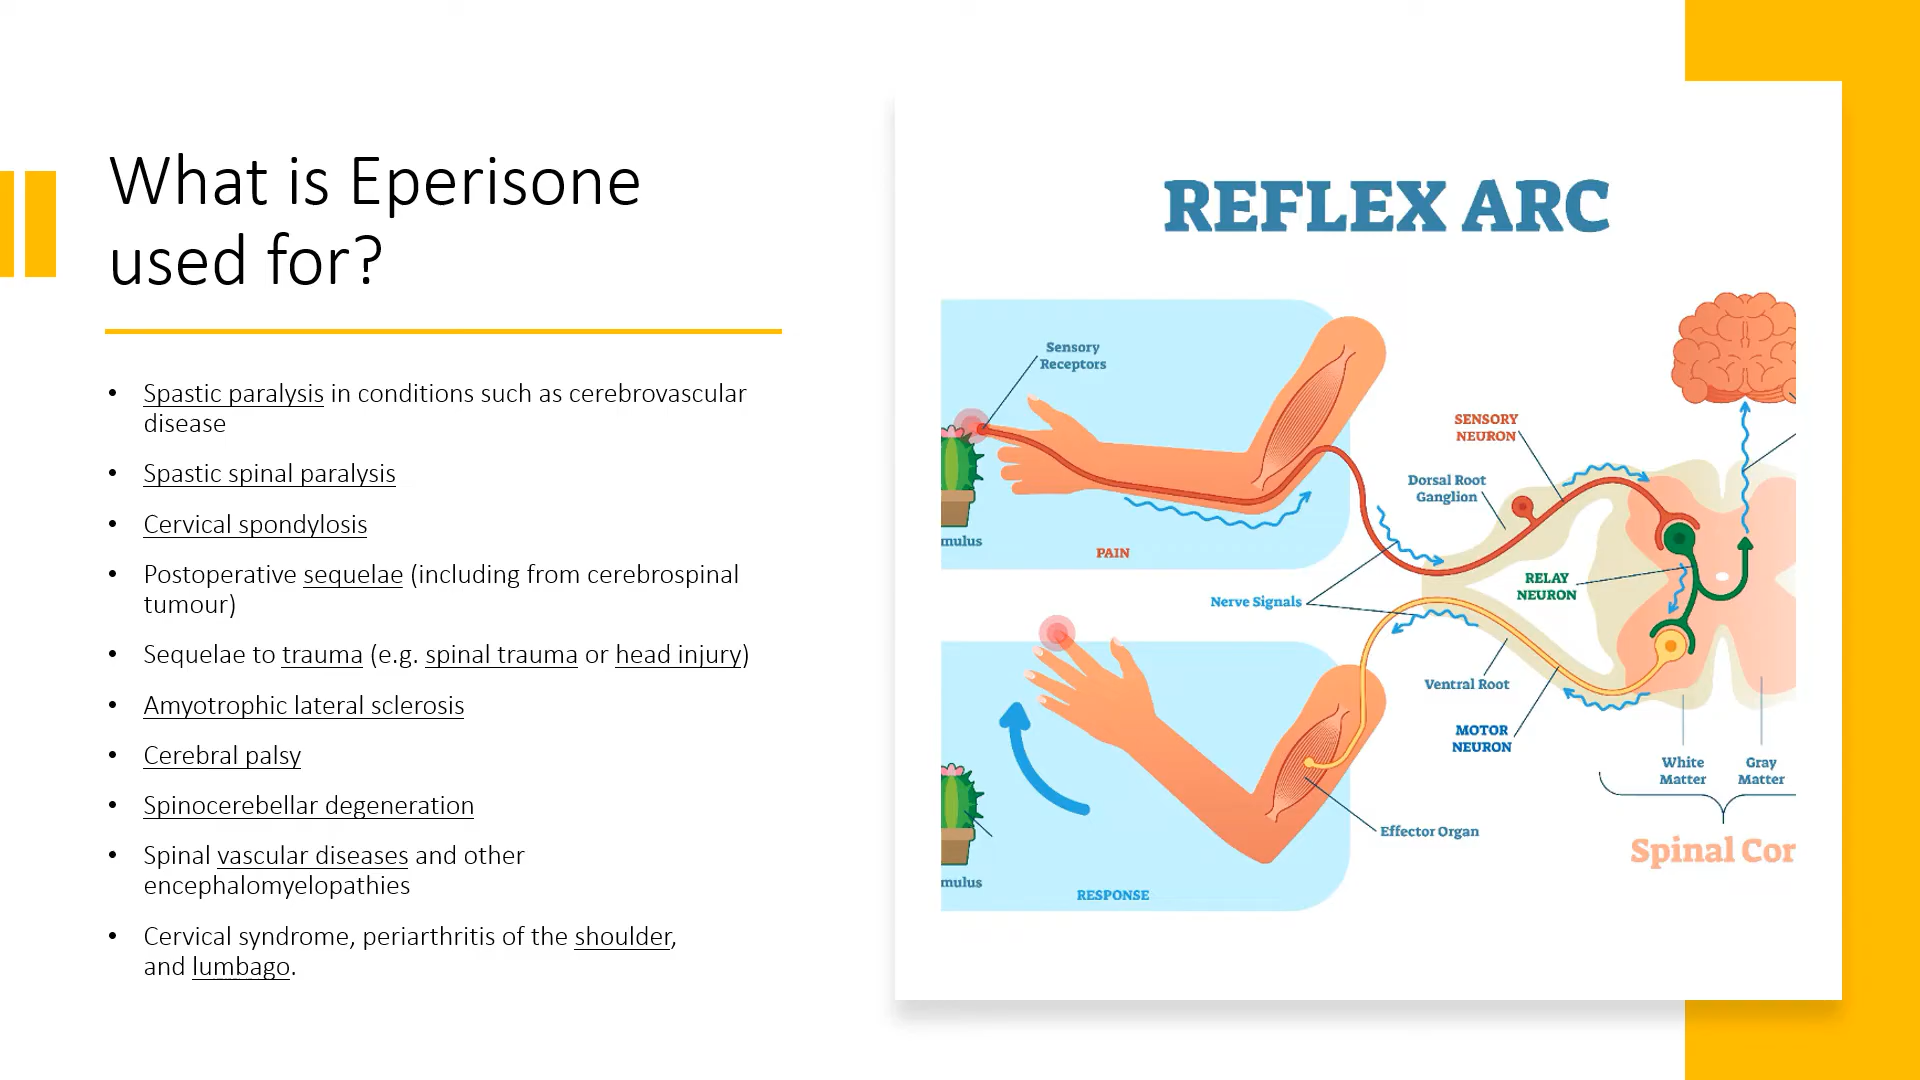 What is Eperisone
used for?
• Spastic paralysis in conditions such as cerebrovascular
disease
• Spastic spinal paralysis
• Cervical spondylosis
• Postoperative sequelae (including from cerebrospinal
tumour)
• Sequelae to trauma (e.g. spinal trauma or head injury)
• Amyotrophic lateral sclerosis
• Cerebral palsy
• Spinocerebellar degeneration
• Spinal vascular diseases and other
encephalomyelopathies
• Cervical syndrome, periarthritis of the shoulder,
and lumbago.
REFLEX ARC
Sensory
Receptors
mulus
PAIN
SENSORY
NEURON
Dorsal Root
Ganglion
RELAY
NEURON
Nerve Signals
Ventral Root
MOTOR
NEURON
White
Matter
Gray
Matter
Effector Organ
Spinal Cor
mulus
RESPONSE